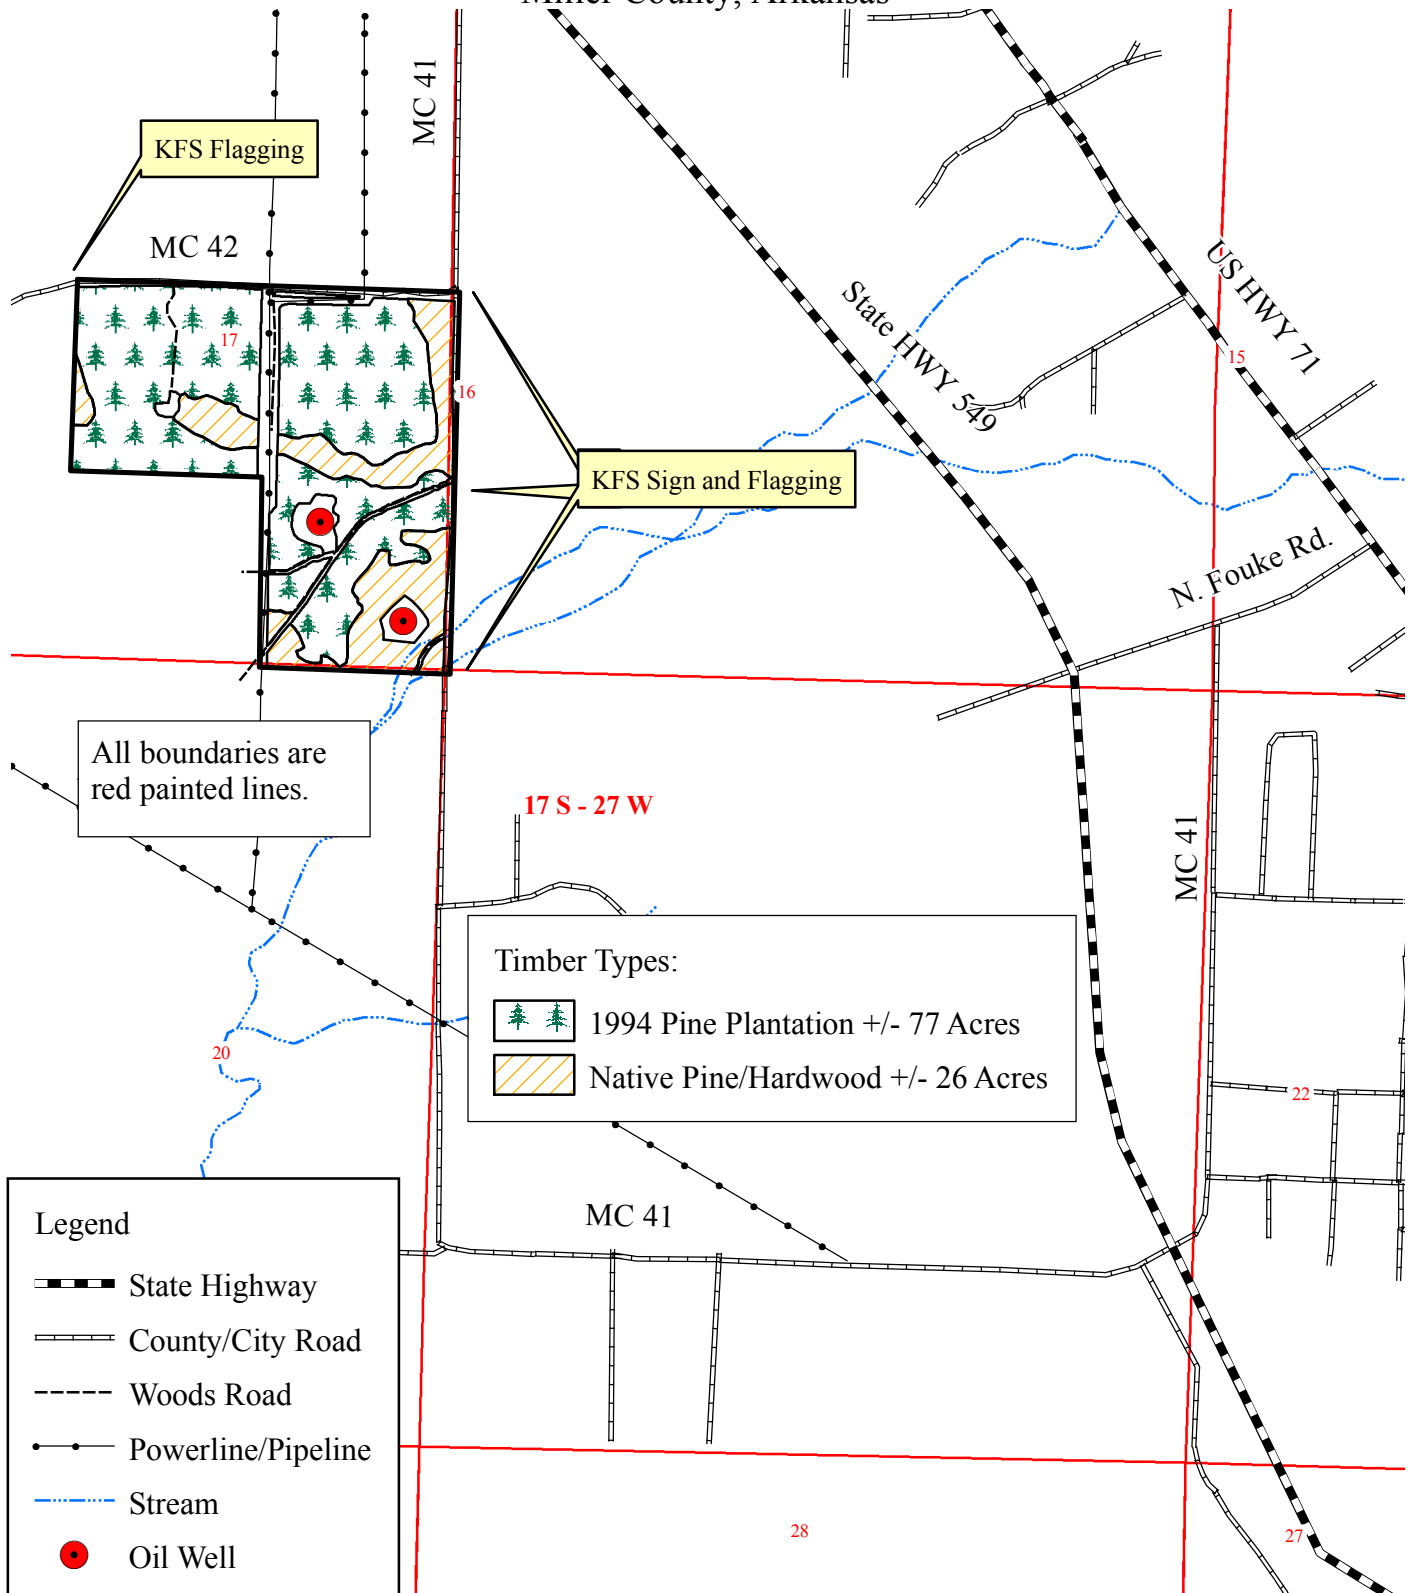 Miller County, Arkansas
MC 41
KFS Flagging
MC 42
17
16
State HWY 549
US HWY 71
15
KFS Sign and Flagging
N. Fouke Rd.
All boundaries are
red painted lines.
17 S - 27 W
MC 41
Timber Types:
1994 Pine Plantation +/- 77 Acres
Native Pine/Hardwood +/- 26 Acres
20
22
MC 41
Legend
State Highway
County/City Road
Woods Road
Powerline/Pipeline
Stream
Oil Well
28
27